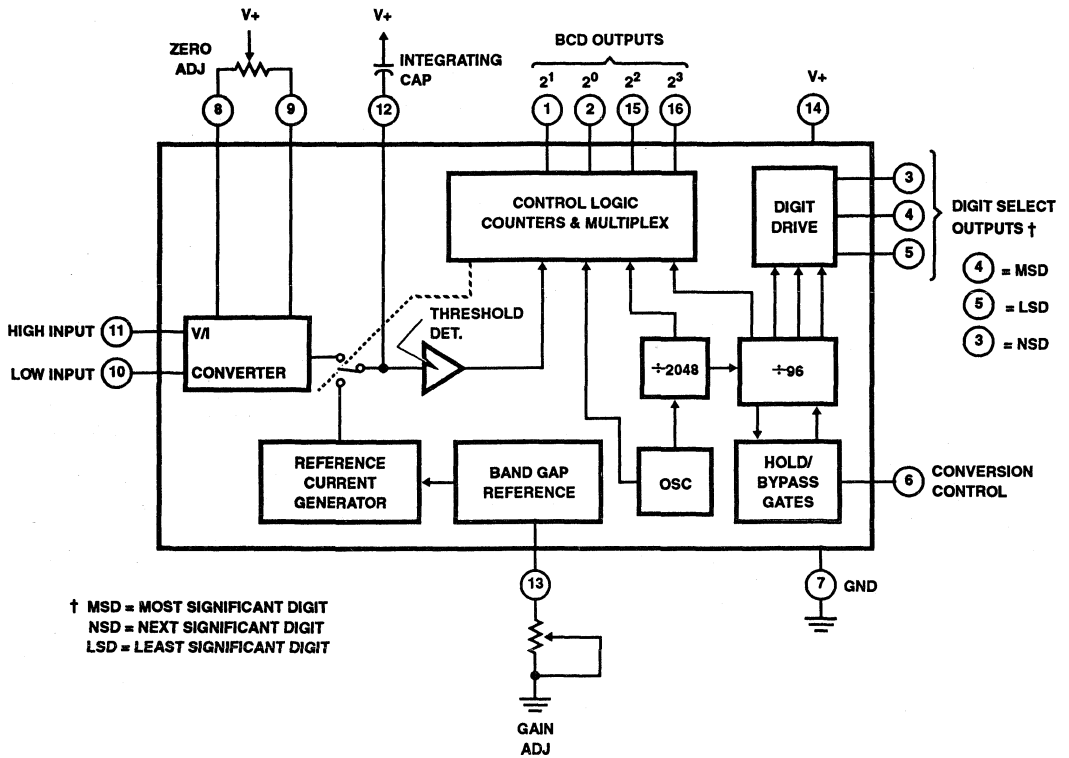 V+
ZERO
ADJ
8
9
V+
INTEGRATING
CAP
12
BCD OUTPUTS
2¹ 2⁰ 2² 2³
1 2 15 16
V+
14
CONTROL LOGIC
COUNTERS & MULTIPLEX
DIGIT
DRIVE
3
4
5
DIGIT SELECT
OUTPUTS †
4 = MSD
5 = LSD
3 = NSD
THRESHOLD
DET.
HIGH INPUT 11
LOW INPUT 10
V/I
CONVERTER
÷2048
÷96
REFERENCE
CURRENT
GENERATOR
BAND GAP
REFERENCE
OSC
HOLD/
BYPASS
GATES
6
CONVERSION
CONTROL
13
7 GND
† MSD = MOST SIGNIFICANT DIGIT
NSD = NEXT SIGNIFICANT DIGIT
LSD = LEAST SIGNIFICANT DIGIT
GAIN
ADJ